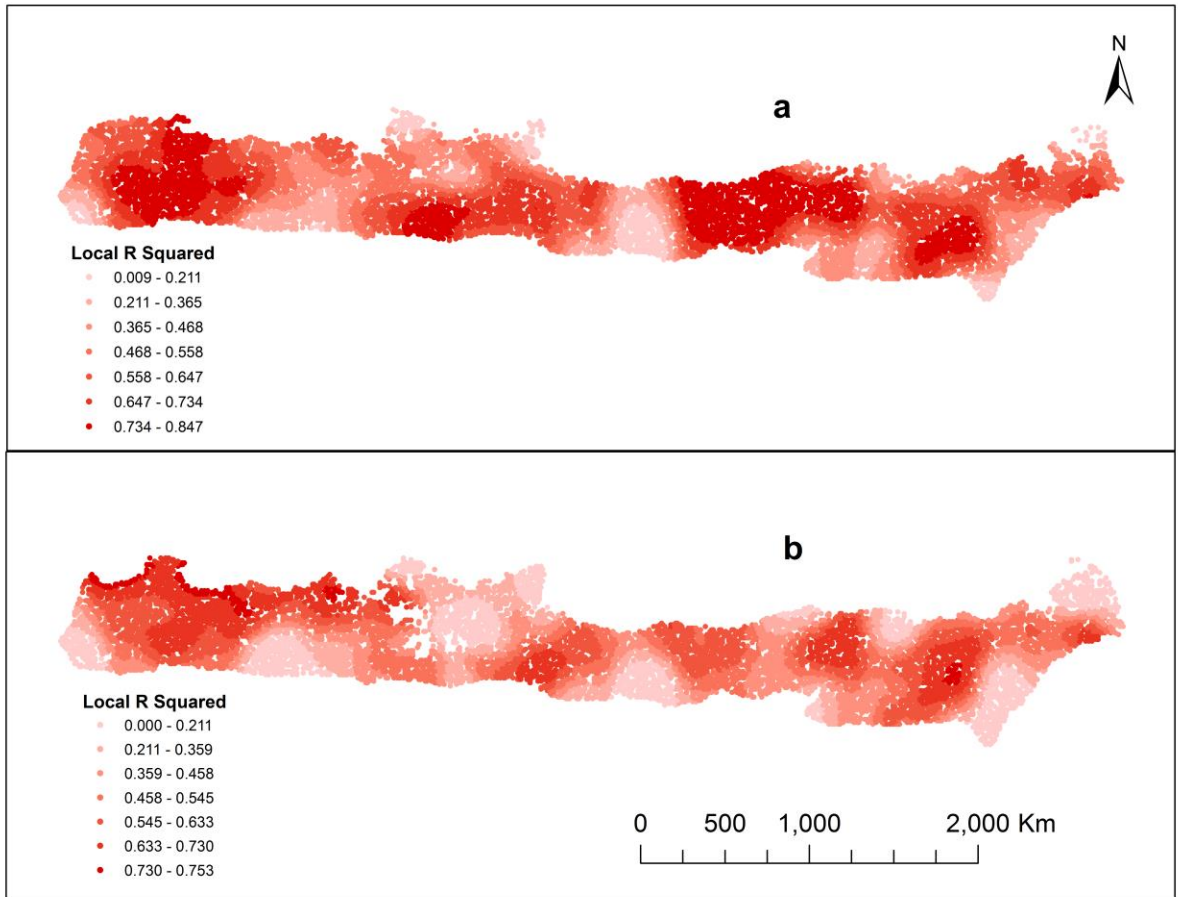 N
a
Local R Squared
0.009 - 0.211
0.211 - 0.365
0.365 - 0.468
0.468 - 0.558
0.558 - 0.647
0.647 - 0.734
0.734 - 0.847
b
Local R Squared
0.000 - 0.211
0.211 - 0.359
0.359 - 0.458
0.458 - 0.545
0.545 - 0.633
0.633 - 0.730
0.730 - 0.753
0 500 1,000 2,000 Km